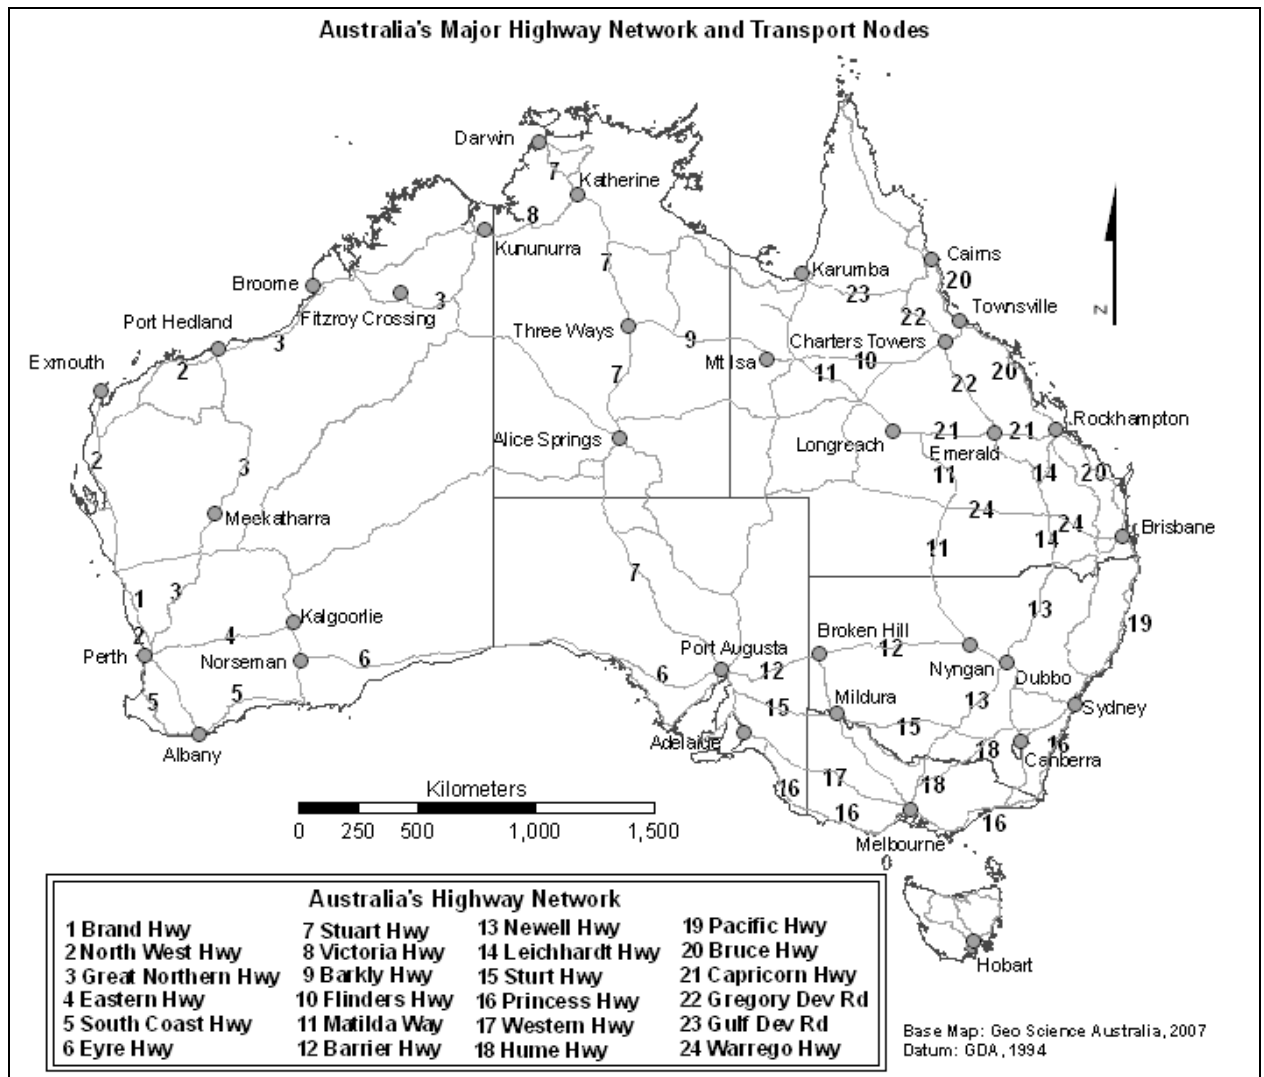 Australia's Major Highway Network and Transport Nodes
Darwin
7
Katherine
8
Kununurra
7
Karumba
Cairns
20
23
Broome
3
Fitzroy Crossing
Port Hedland
3
Three Ways
22
Townsville
9
Charters Towers
Exmouth
2
Mt Isa
10
11
20
7
22
Rockhampton
Alice Springs
Longreach
21
Emerald
21
2
3
11
14
20
Meekatharra
24
24
Brisbane
7
11
14
1
3
Kalgoorlie
13
19
2
4
Broken Hill
Perth
Norseman
6
Port Augusta
12
12
Nyngan
Dubbo
6
5
5
15
Mildura
13
Sydney
15
Adelaide
18
16
Canberra
Albany
17
16
18
16
16
Melbourne
Z
Kilometers
0 250 500 1,000 1,500
0
Hobart
Australia's Highway Network
1 Brand Hwy
2 North West Hwy
3 Great Northern Hwy
4 Eastern Hwy
5 South Coast Hwy
6 Eyre Hwy
7 Stuart Hwy
8 Victoria Hwy
9 Barkly Hwy
10 Flinders Hwy
11 Matilda Way
12 Barrier Hwy
13 Newell Hwy
14 Leichhardt Hwy
15 Sturt Hwy
16 Princess Hwy
17 Western Hwy
18 Hume Hwy
19 Pacific Hwy
20 Bruce Hwy
21 Capricorn Hwy
22 Gregory Dev Rd
23 Gulf Dev Rd
24 Warrego Hwy
Base Map: Geo Science Australia, 2007
Datum: GDA, 1994